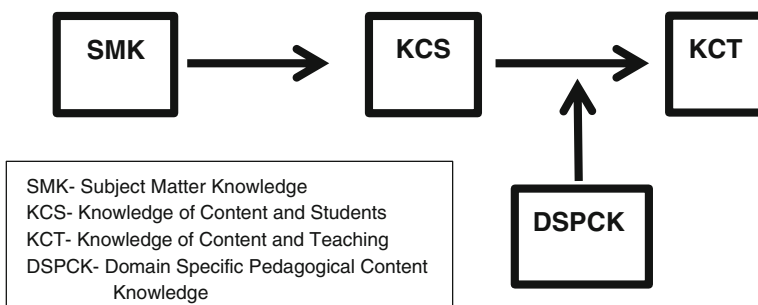 SMK
KCS
KCT
DSPCK
SMK- Subject Matter Knowledge
KCS- Knowledge of Content and Students
KCT- Knowledge of Content and Teaching
DSPCK- Domain Specific Pedagogical Content
Knowledge